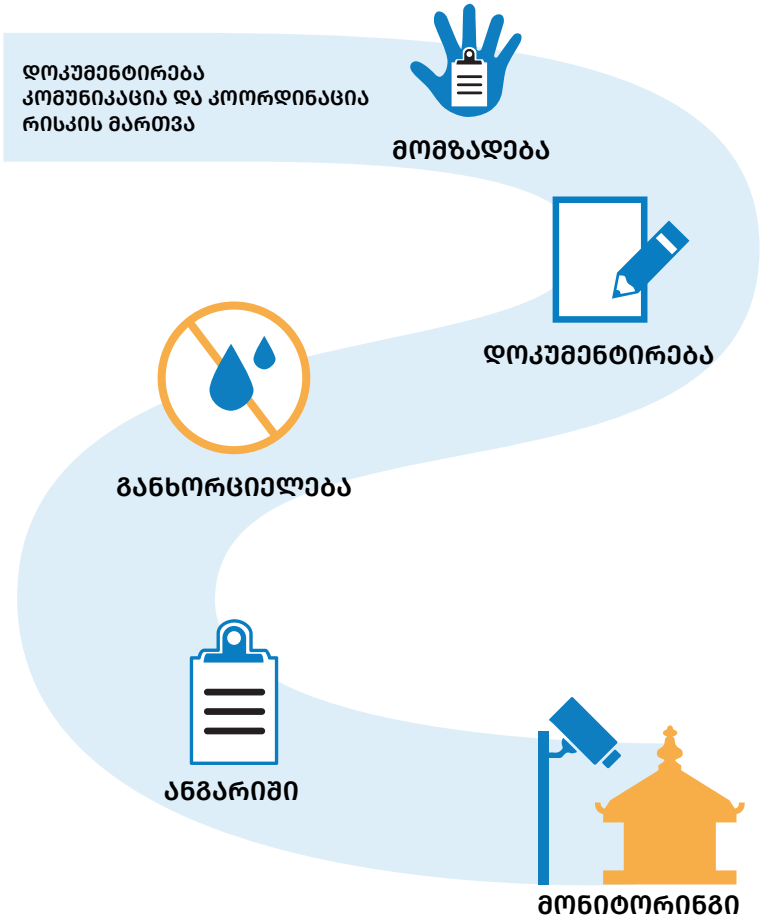 დოკუმენტირება
კომუნიკაცია და კოორდინაცია
რისკის მართვა
მომზადება
დოკუმენტირება
განხორციელება
ანგარიში
მონიტორინგი